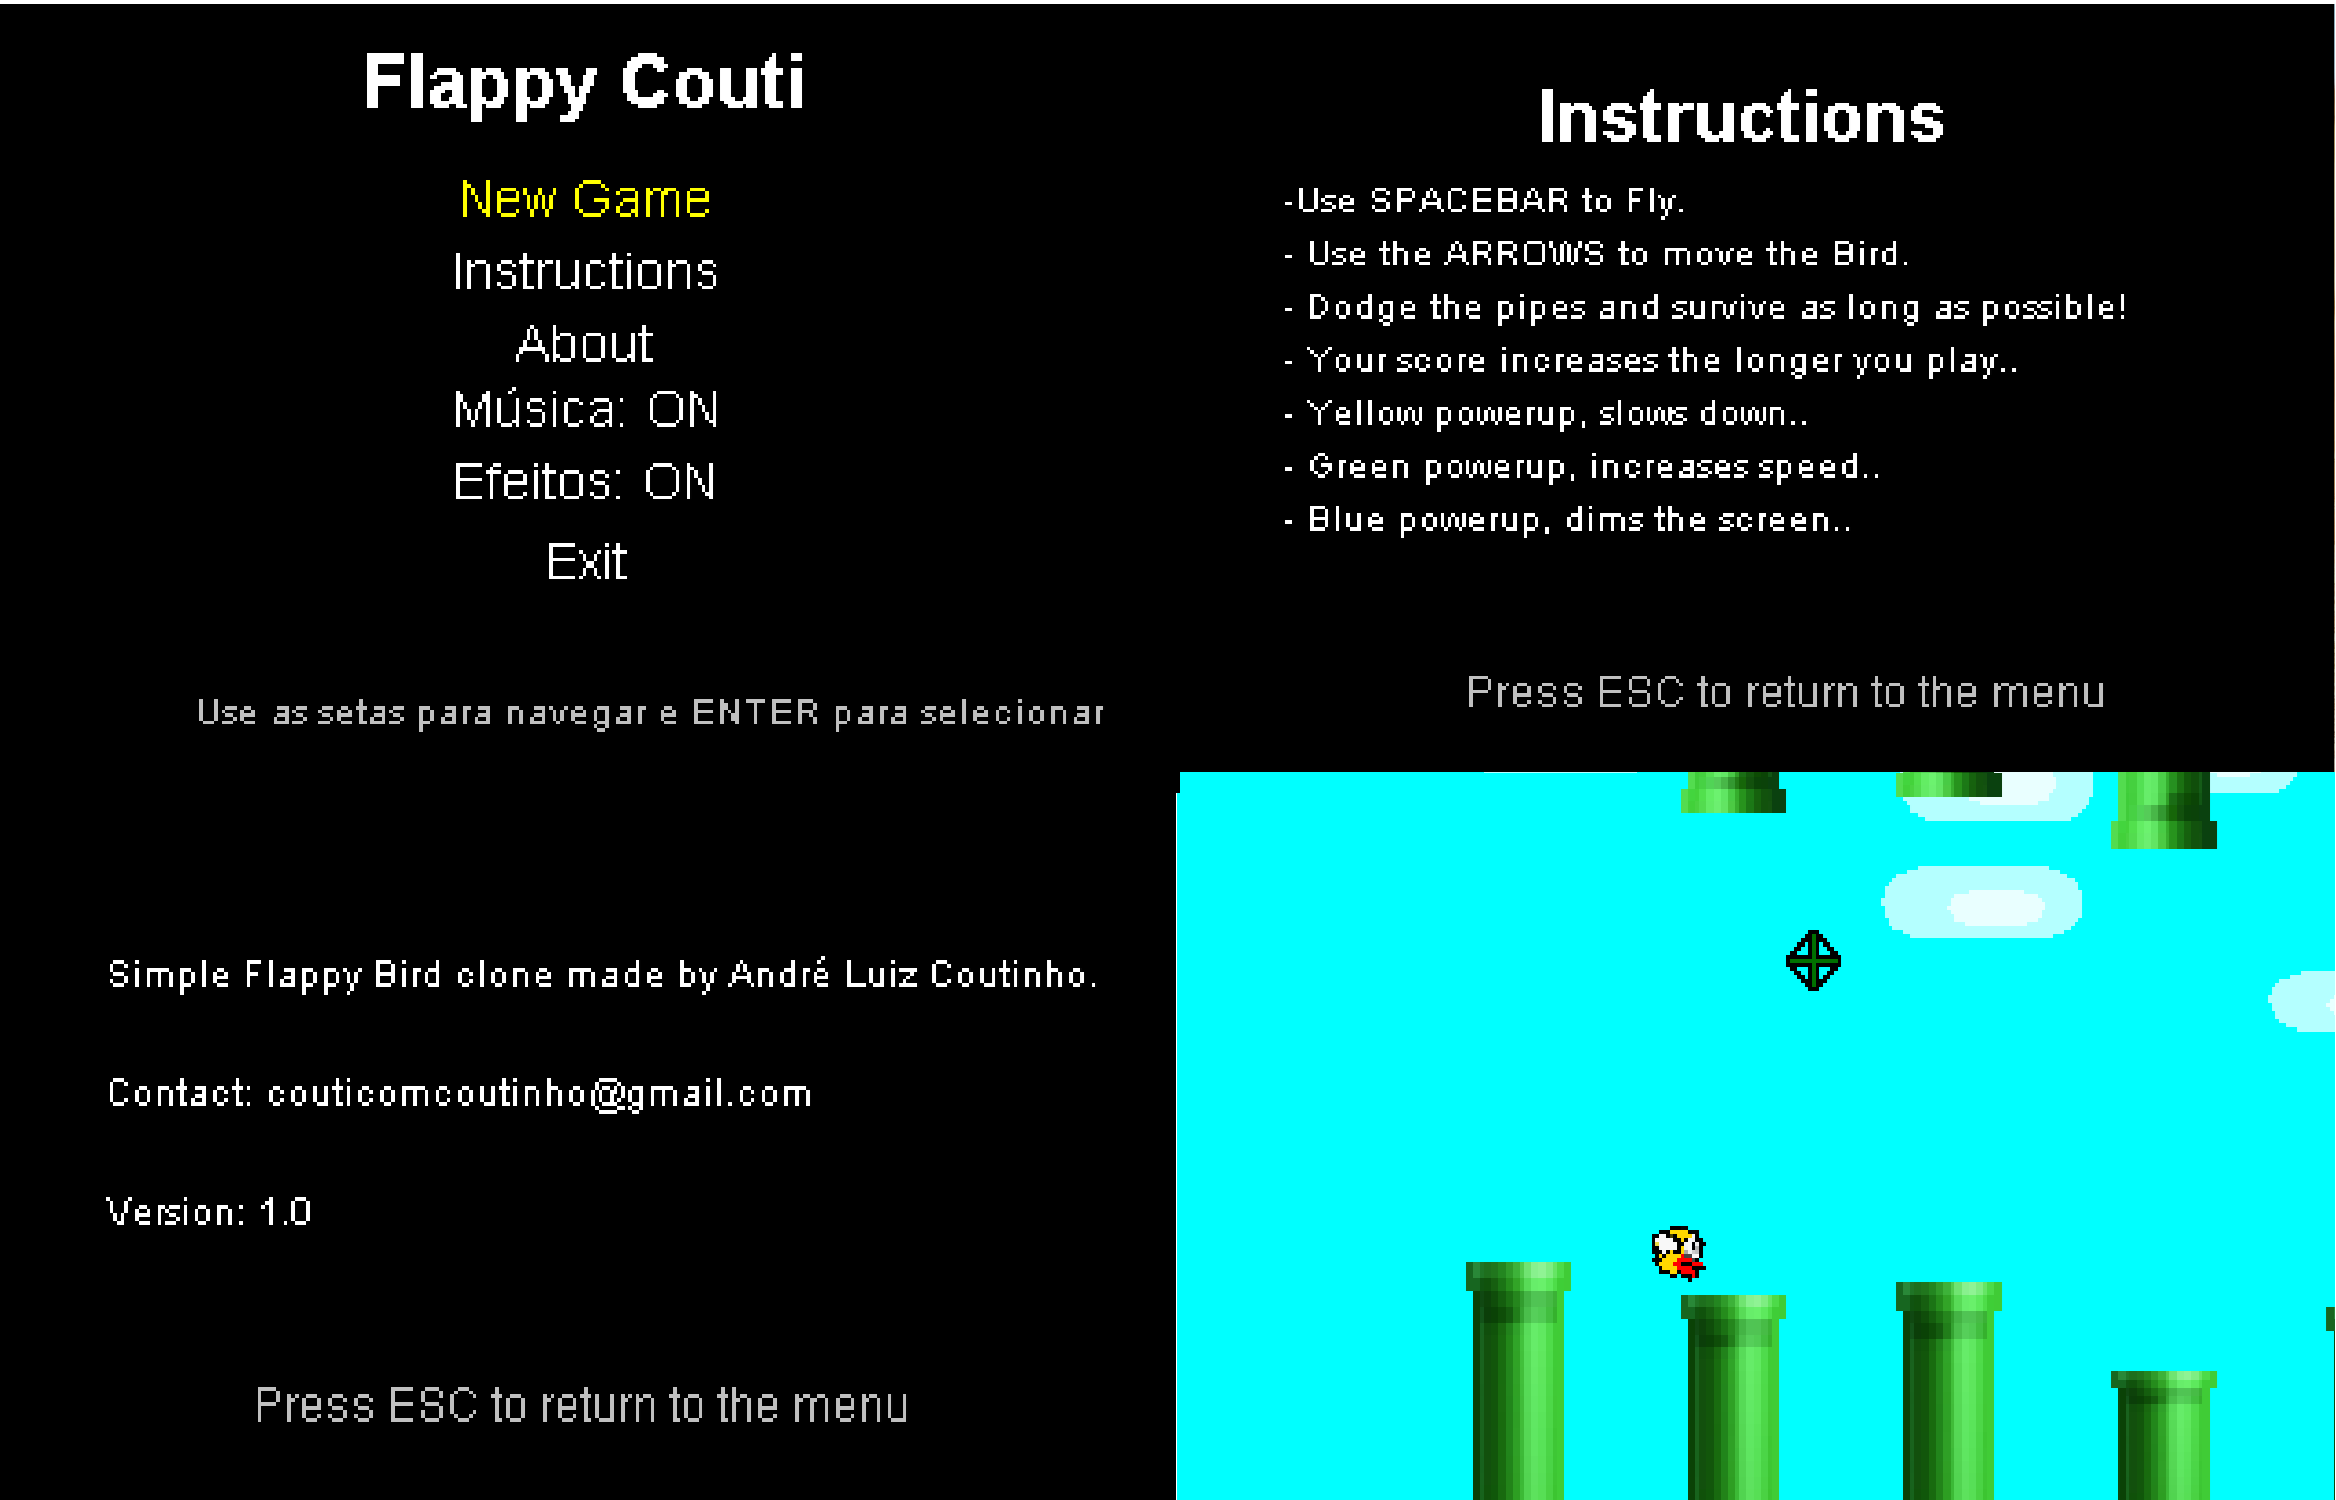 Flappy Couti
New Game
Instructions
About
Música: ON
Efeitos: ON
Exit
Use as setas para navegar e ENTER para selecionar
Instructions
-Use SPACEBAR to Fly.
- Use the ARROWS to move the Bird.
- Dodge the pipes and survive as long as possible!
- Your score increases the longer you play..
- Yellow powerup, slows down..
- Green powerup, increases speed..
- Blue powerup, dims the screen..
Press ESC to return to the menu
Simple Flappy Bird clone made by André Luiz Coutinho.
Contact: couticomcoutinho@gmail.com
Version: 1.0
Press ESC to return to the menu